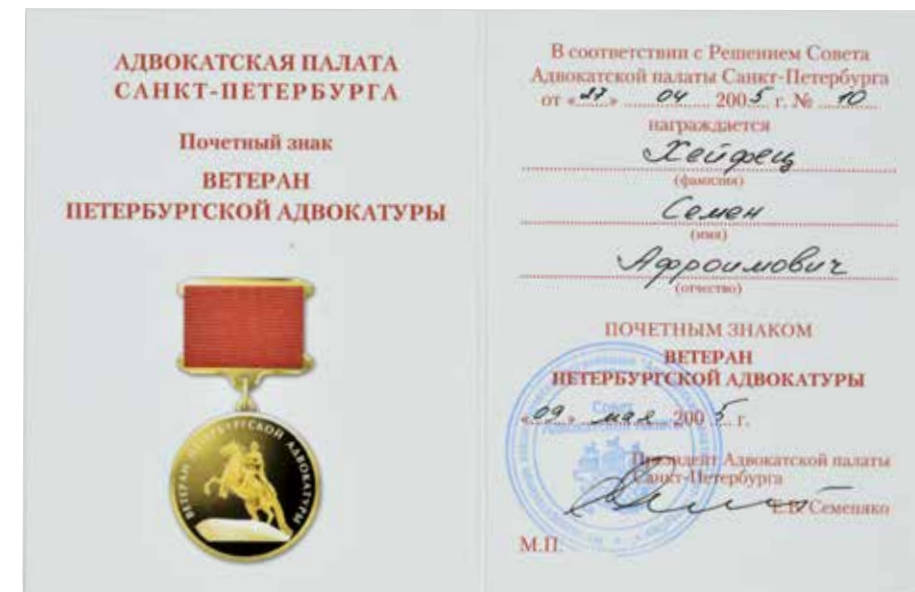 АДВОКАТСКАЯ ПАЛАТА
САНКТ-ПЕТЕРБУРГА
Почетный знак
ВЕТЕРАН
ПЕТЕРБУРГСКОЙ АДВОКАТУРЫ
ВЕТЕРАН ПЕТЕРБУРГСКОЙ АДВОКАТУРЫ
В соответствии с Решением Совета
Адвокатской палаты Санкт-Петербурга
от «27» 04 2005 г. № 10
награждается
Хейфец
(фамилия)
Семен
(имя)
Афроимович
(отчество)
ПОЧЕТНЫМ ЗНАКОМ
ВЕТЕРАН
ПЕТЕРБУРГСКОЙ АДВОКАТУРЫ
«09» мая 2005 г.
Совет
Президент Адвокатской палаты
Санкт-Петербурга
Е.В. Семеняко
М.П.